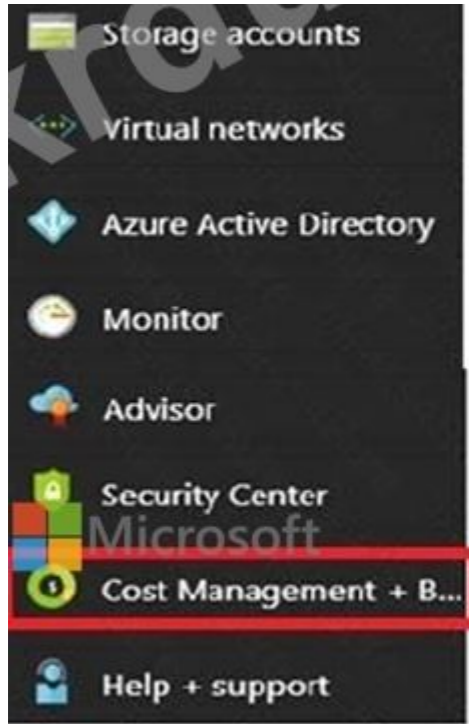 Storage accounts
Virtual networks
Azure Active Directory
Monitor
Advisor
Security Center
Microsoft
Cost Management + B...
Help + support